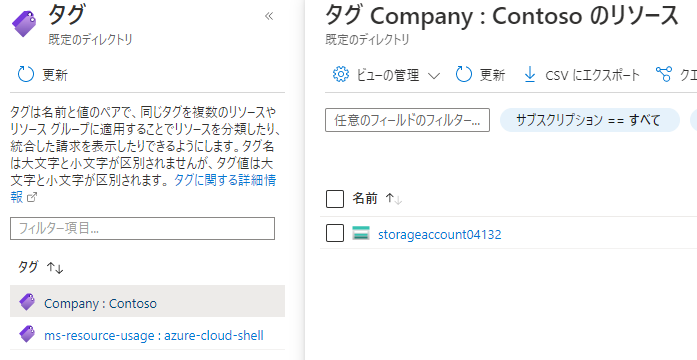 タグ
既定のディレクトリ
更新
タグは名前と値のペアで、同じタグを複数のリソースや
リソース グループに適用することでリソースを分類したり、
統合した請求を表示したりできるようにします。タグ名
は大文字と小文字が区別されませんが、タグ値は大
文字と小文字が区別されます。 タグに関する詳細情
報
フィルター項目...
タグ
Company : Contoso
ms-resource-usage : azure-cloud-shell
タグ Company : Contoso のリソース
既定のディレクトリ
ビューの管理 更新 CSV にエクスポート クエ
任意のフィールドのフィルター... サブスクリプション == すべて
名前
storageaccount04132